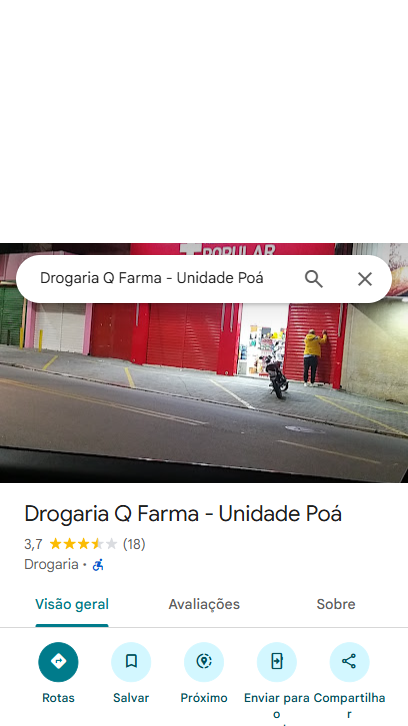 POPULAR
Drogaria Q Farma - Unidade Poá
Drogaria Q Farma - Unidade Poá
3,7 (18)
Drogaria ·
Visão geral
Avaliações
Sobre
Rotas
Salvar
Próximo
Enviar para
o
Compartilha
r